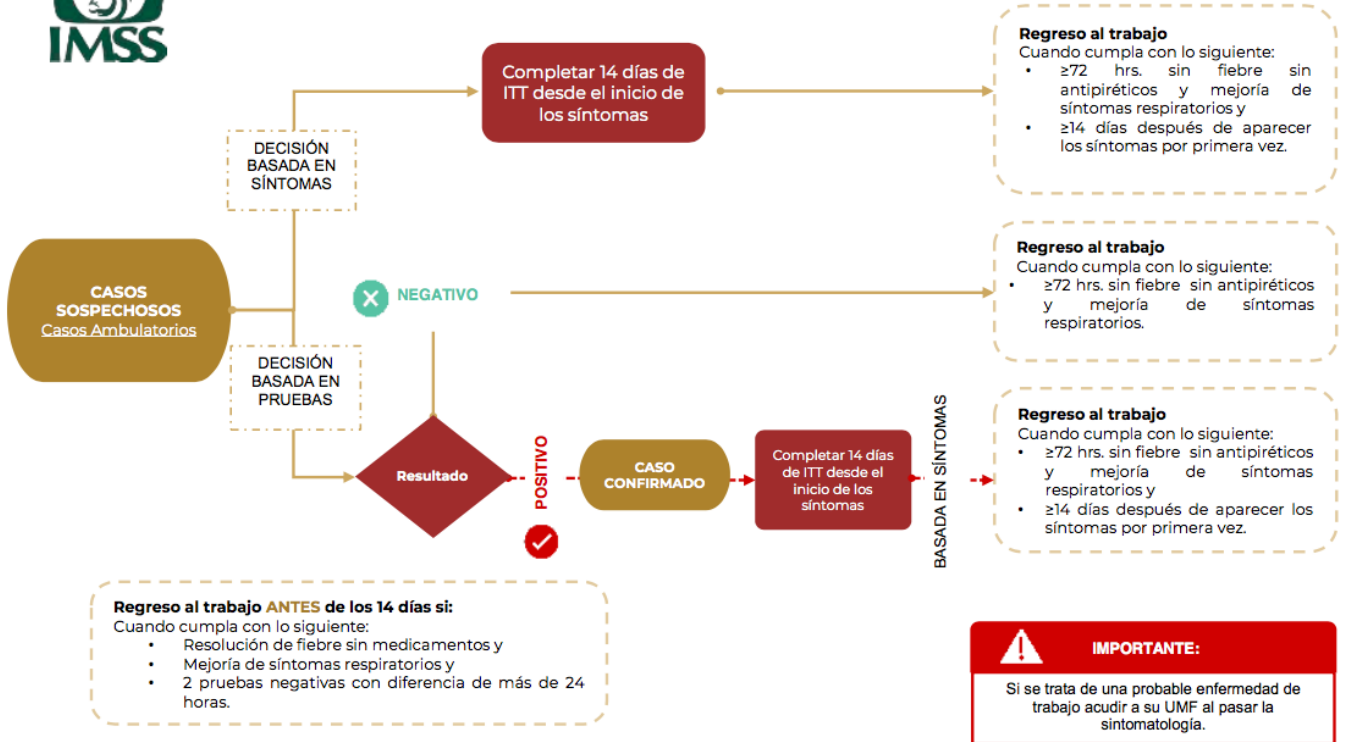 IMSS
Completar 14 días de
ITT desde el inicio de
los síntomas
Regreso al trabajo
Cuando cumpla con lo siguiente:
• ≥72 hrs. sin fiebre sin
antipiréticos y mejoría de
síntomas respiratorios y
• ≥14 días después de aparecer
los síntomas por primera vez.
DECISIÓN
BASADA EN
SÍNTOMAS
CASOS
SOSPECHOSOS
Casos Ambulatorios
NEGATIVO
Regreso al trabajo
Cuando cumpla con lo siguiente:
• ≥72 hrs. sin fiebre sin antipiréticos
y mejoría de síntomas
respiratorios.
DECISIÓN
BASADA EN
PRUEBAS
Resultado
POSITIVO
CASO
CONFIRMADO
Completar 14 días
de ITT desde el
inicio de los
síntomas
BASADA EN SÍNTOMAS
Regreso al trabajo
Cuando cumpla con lo siguiente:
• ≥72 hrs. sin fiebre sin antipiréticos
y mejoría de síntomas
respiratorios y
• ≥14 días después de aparecer los
síntomas por primera vez.
Regreso al trabajo ANTES de los 14 días si:
Cuando cumpla con lo siguiente:
• Resolución de fiebre sin medicamentos y
• Mejoría de síntomas respiratorios y
• 2 pruebas negativas con diferencia de más de 24
horas.
IMPORTANTE:
Si se trata de una probable enfermedad de
trabajo acudir a su UMF al pasar la
sintomatología.